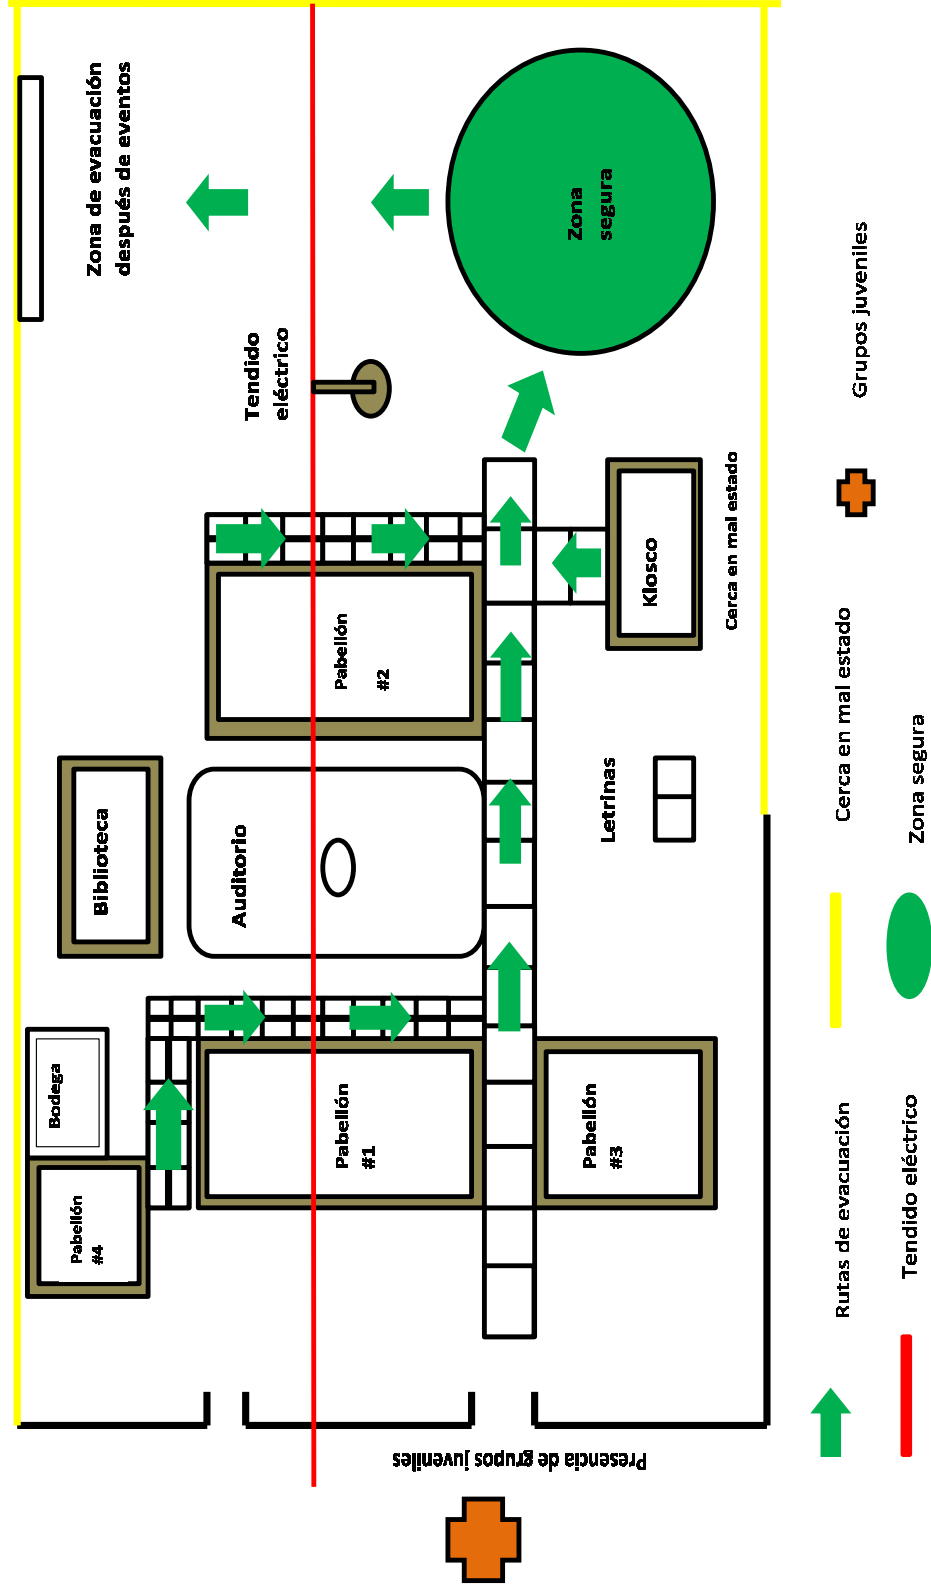 Zona de evacuación
después de eventos
Zona
segura
Tendido
eléctrico
Pabellón
#2
Kiosco
Cerca en mal estado
Biblioteca
Auditorio
Letrinas
Bodega
Pabellón
#4
Pabellón
#1
Pabellón
#3
Presencia de grupos juveniles
Rutas de evacuación
Cerca en mal estado
Grupos juveniles
Tendido eléctrico
Zona segura